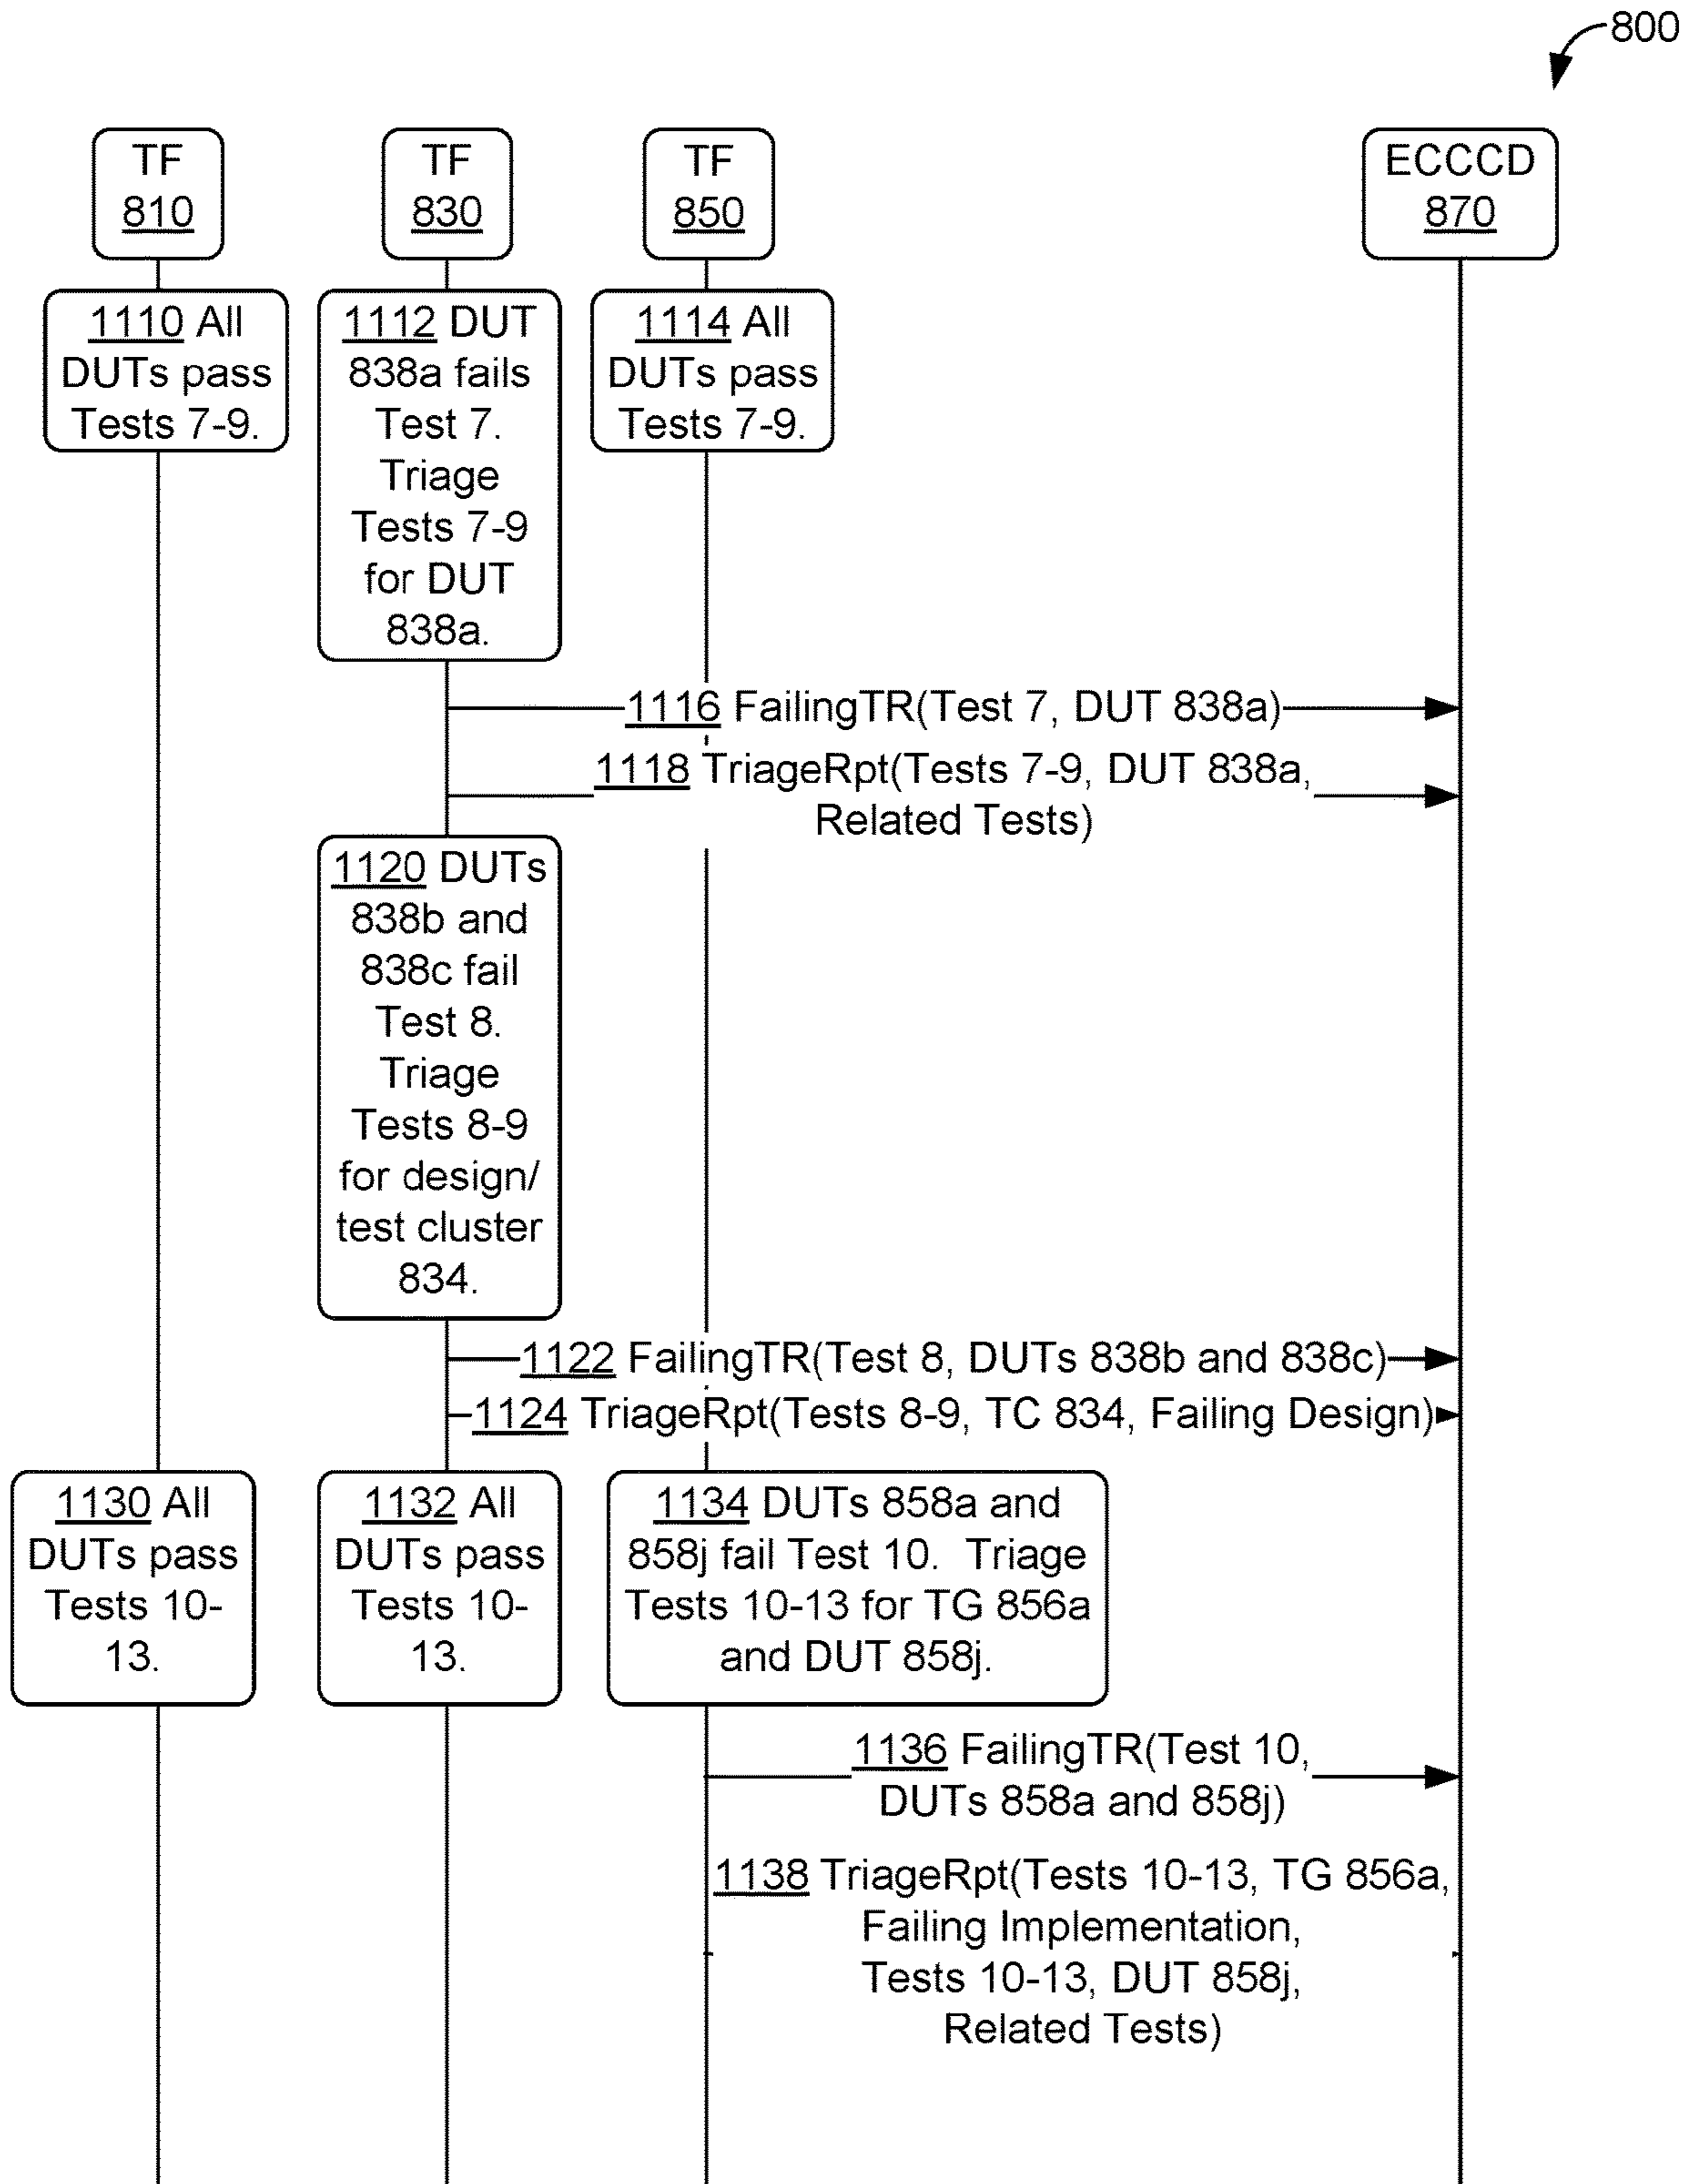 800
TF
810
TF
830
TF
850
ECCCD
870
1110 All
DUTs pass
Tests 7-9.
1112 DUT
838a fails
Test 7.
Triage
Tests 7-9
for DUT
838a.
1114 All
DUTs pass
Tests 7-9.
1116 FailingTR(Test 7, DUT 838a)
1118 TriageRpt(Tests 7-9, DUT 838a,
Related Tests)
1120 DUTs
838b and
838c fail
Test 8.
Triage
Tests 8-9
for design/
test cluster
834.
1122 FailingTR(Test 8, DUTs 838b and 838c)
1124 TriageRpt(Tests 8-9, TC 834, Failing Design)
1130 All
DUTs pass
Tests 10-
13.
1132 All
DUTs pass
Tests 10-
13.
1134 DUTs 858a and
858j fail Test 10. Triage
Tests 10-13 for TG 856a
and DUT 858j.
1136 FailingTR(Test 10,
DUTs 858a and 858j)
1138 TriageRpt(Tests 10-13, TG 856a,
Failing Implementation,
Tests 10-13, DUT 858j,
Related Tests)